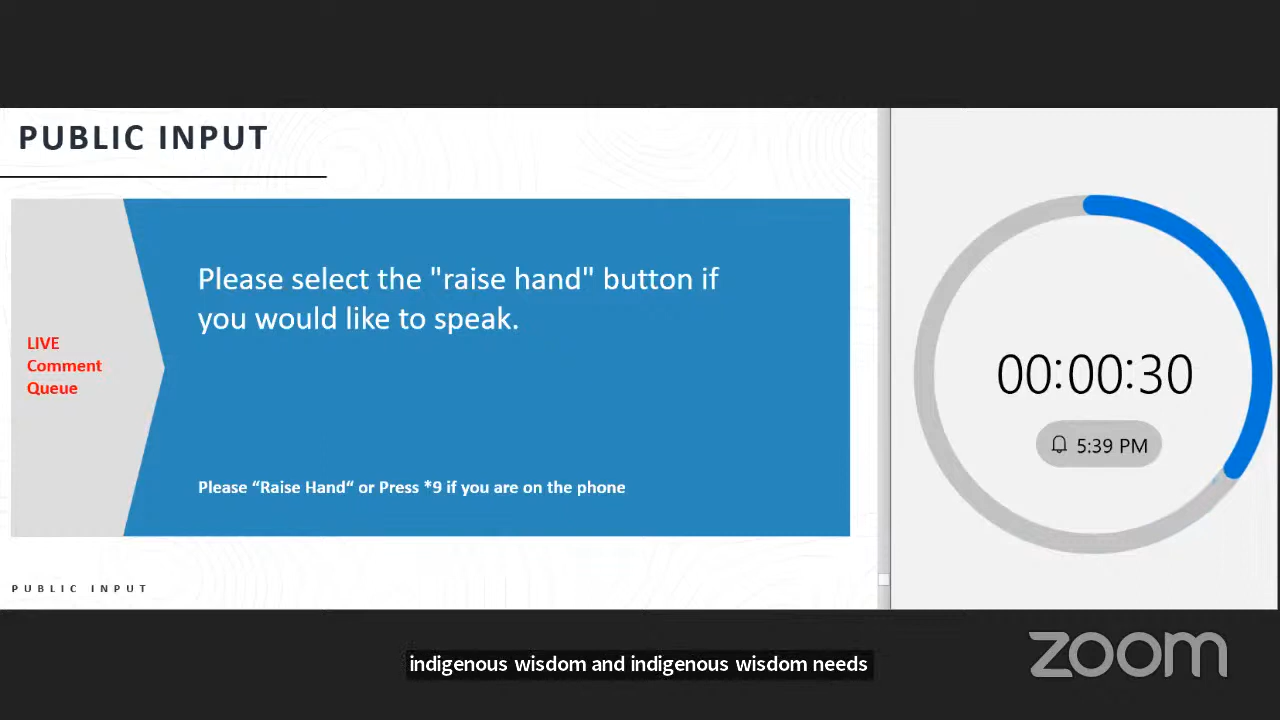 PUBLIC INPUT
LIVE
Comment
Queue
Please select the "raise hand" button if
you would like to speak.
Please “Raise Hand“ or Press *9 if you are on the phone
PUBLIC INPUT
00:00:30
5:39 PM
indigenous wisdom and indigenous wisdom needs
zoom